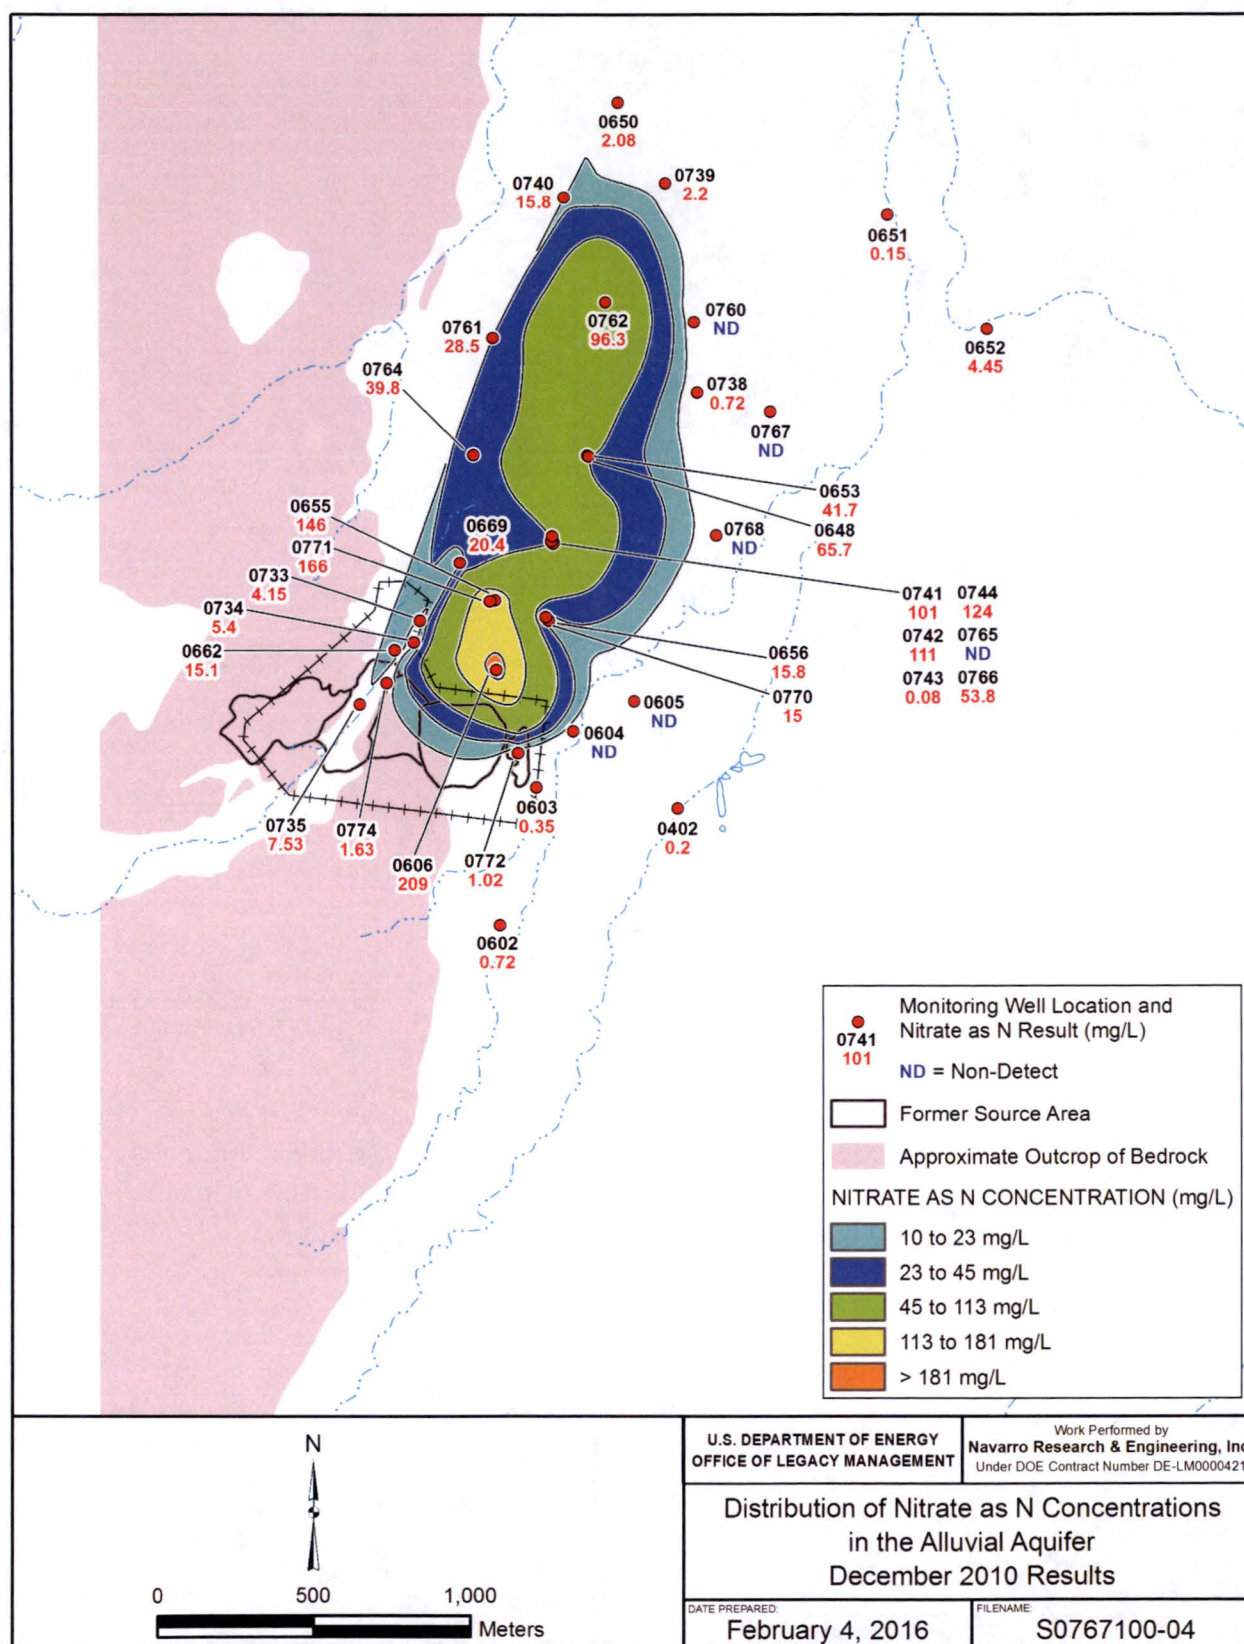 0650
2.08
0740
15.8
0739
2.2
0651
0.15
0761
28.5
0762
96.3
0760
ND
0652
4.45
0764
39.8
0738
0.72
0767
ND
0655
146
0669
20.4
0653
41.7
0648
65.7
0771
166
0768
ND
0733
4.15
0734
5.4
0741 0744
101 124
0742 0765
111 ND
0743 0766
0.08 53.8
0662
15.1
0656
15.8
0770
15
0605
ND
0604
ND
0735
7.53
0774
1.63
0603
0.35
0402
0.2
0606
209
0772
1.02
0602
0.72
Monitoring Well Location and
Nitrate as N Result (mg/L)
0741
101
ND = Non-Detect
Former Source Area
Approximate Outcrop of Bedrock
NITRATE AS N CONCENTRATION (mg/L)
10 to 23 mg/L
23 to 45 mg/L
45 to 113 mg/L
113 to 181 mg/L
> 181 mg/L
N
0 500 1,000
Meters
U.S. DEPARTMENT OF ENERGY
OFFICE OF LEGACY MANAGEMENT
Work Performed by
Navarro Research & Engineering, Inc
Under DOE Contract Number DE-LM0000421
Distribution of Nitrate as N Concentrations
in the Alluvial Aquifer
December 2010 Results
DATE PREPARED:
February 4, 2016
FILENAME:
S0767100-04